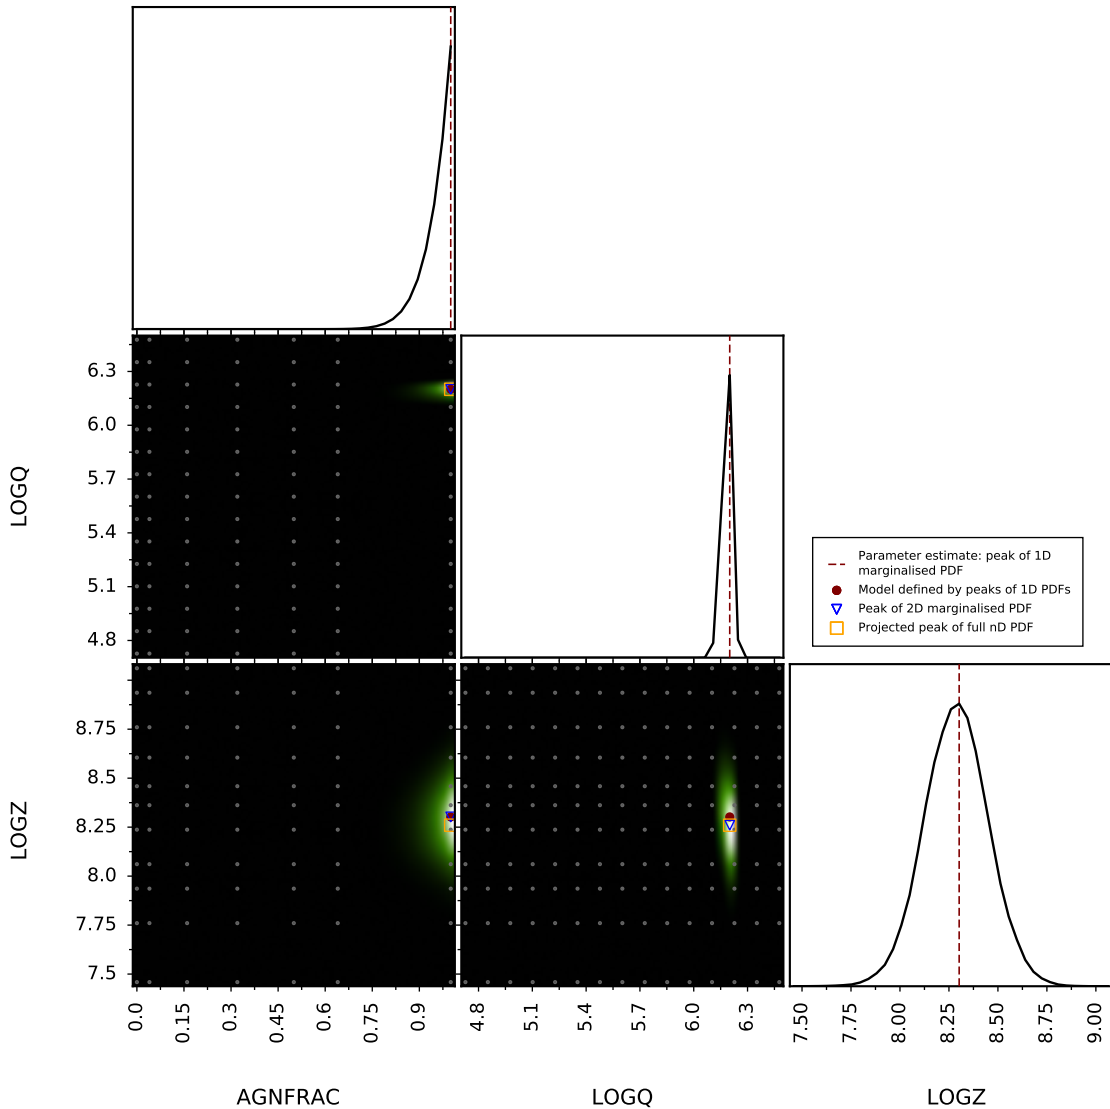 6.3
6.0
5.7
5.4
5.1
4.8
LOGQ
Parameter estimate: peak of 1D
marginalised PDF
Model defined by peaks of 1D PDFs
Peak of 2D marginalised PDF
Projected peak of full nD PDF
8.75
8.5
8.25
8.0
7.75
7.5
LOGZ
0.0 0.15 0.3 0.45 0.6 0.75 0.9
4.8 5.1 5.4 5.7 6.0 6.3
7.50 7.75 8.00 8.25 8.50 8.75 9.00
AGNFRAC LOGQ LOGZ